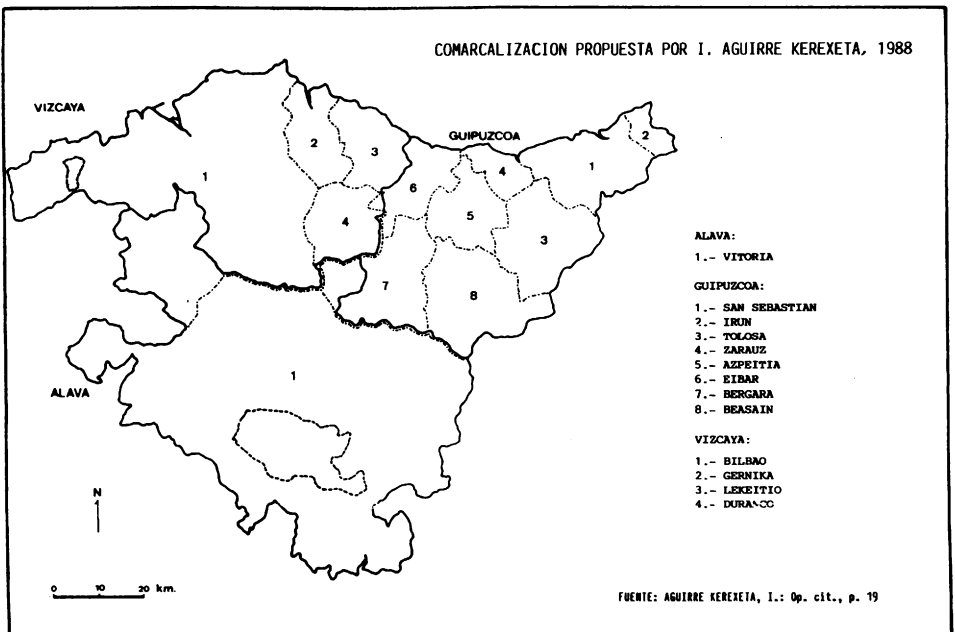 COMARCALIZACION PROPUESTA POR I. AGUIRRE KEREXETA, 1988
VIZCAYA
GUIPUZCOA
2
2
3
1
4
1
6
4
5
3
7
8
ALAVA
1
N
0 10 20 km.
ALAVA:
1.- VITORIA
GUIPUZCOA:
1.- SAN SEBASTIAN
2.- IRUN
3.- TOLOSA
4.- ZARAUZ
5.- AZPEITIA
6.- EIBAR
7.- BERGARA
8.- BEASAIN
VIZCAYA:
1.- BILBAO
2.- GERNIKA
3.- LEKEITIO
4.- DURANGO
FUENTE: AGUIRRE KEREXETA, I.: Op. cit., p. 19